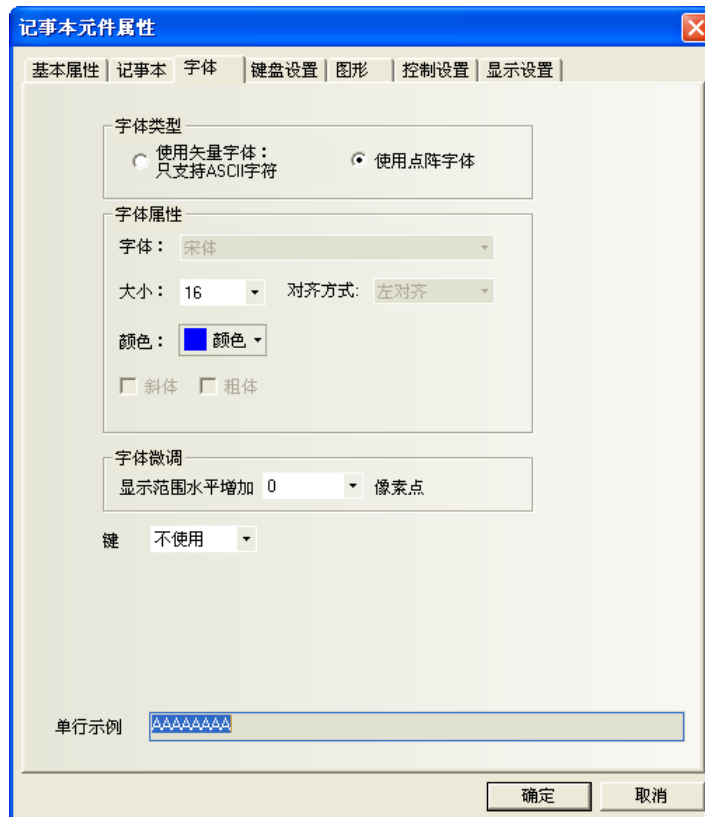 记事本元件属性
基本属性 记事本 字体 键盘设置 图形 控制设置 显示设置
字体类型
使用矢量字体：
只支持ASCII字符
使用点阵字体
字体属性
字体： 宋体
大小： 16 对齐方式: 左对齐
颜色： 颜色
斜体 粗体
字体微调
显示范围水平增加 0 像素点
键 不使用
单行示例 AAAAAAAA
确定 取消